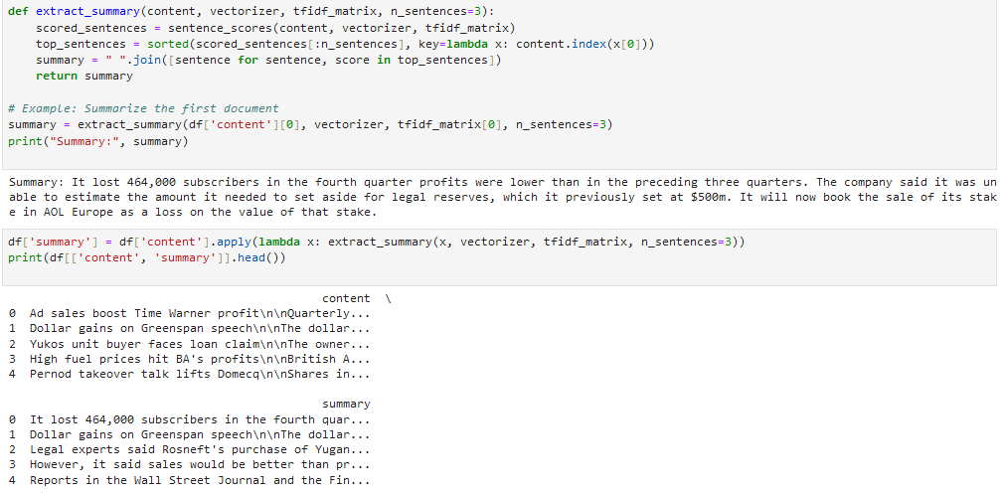 def extract_summary(content, vectorizer, tfidf_matrix, n_sentences=3):
    scored_sentences = sentence_scores(content, vectorizer, tfidf_matrix)
    top_sentences = sorted(scored_sentences[:n_sentences], key=lambda x: content.index(x[0]))
    summary = " ".join([sentence for sentence, score in top_sentences])
    return summary

# Example: Summarize the first document
summary = extract_summary(df['content'][0], vectorizer, tfidf_matrix[0], n_sentences=3)
print("Summary:", summary)

Summary: It lost 464,000 subscribers in the fourth quarter profits were lower than in the preceding three quarters. The company said it was un
able to estimate the amount it needed to set aside for legal reserves, which it previously set at $500m. It will now book the sale of its stak
e in AOL Europe as a loss on the value of that stake.

df['summary'] = df['content'].apply(lambda x: extract_summary(x, vectorizer, tfidf_matrix, n_sentences=3))
print(df[['content', 'summary']].head())

                                             content  \
0  Ad sales boost Time Warner profit\n\nQuarterly...
1  Dollar gains on Greenspan speech\n\nThe dollar...
2  Yukos unit buyer faces loan claim\n\nThe owner...
3  High fuel prices hit BA's profits\n\nBritish A...
4  Pernod takeover talk lifts Domecq\n\nShares in...

                                             summary
0  It lost 464,000 subscribers in the fourth quar...
1  Dollar gains on Greenspan speech\n\nThe dollar...
2  Legal experts said Rosneft's purchase of Yugan...
3  However, it said sales would be better than pr...
4  Reports in the Wall Street Journal and the Fin...